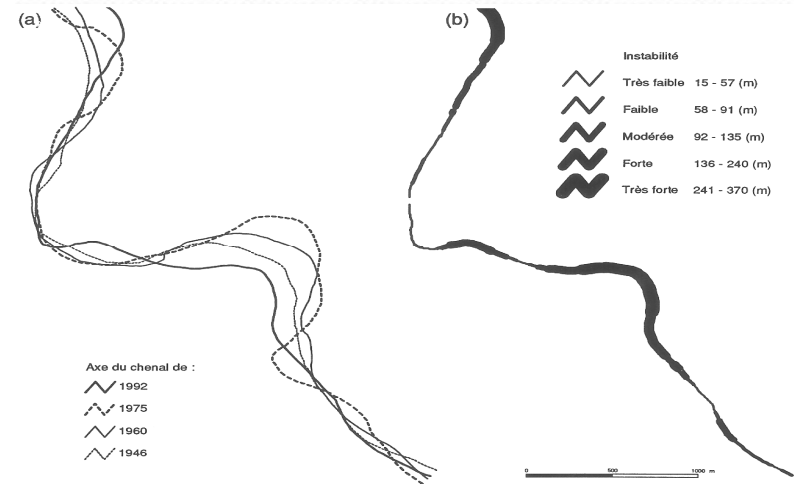 (a)
Axe du chenal de :
1992
1975
1960
1946
(b)
Instabilité
Très faible 15 - 57 (m)
Faible 58 - 91 (m)
Modérée 92 - 135 (m)
Forte 136 - 240 (m)
Très forte 241 - 370 (m)
0 500 1000 m